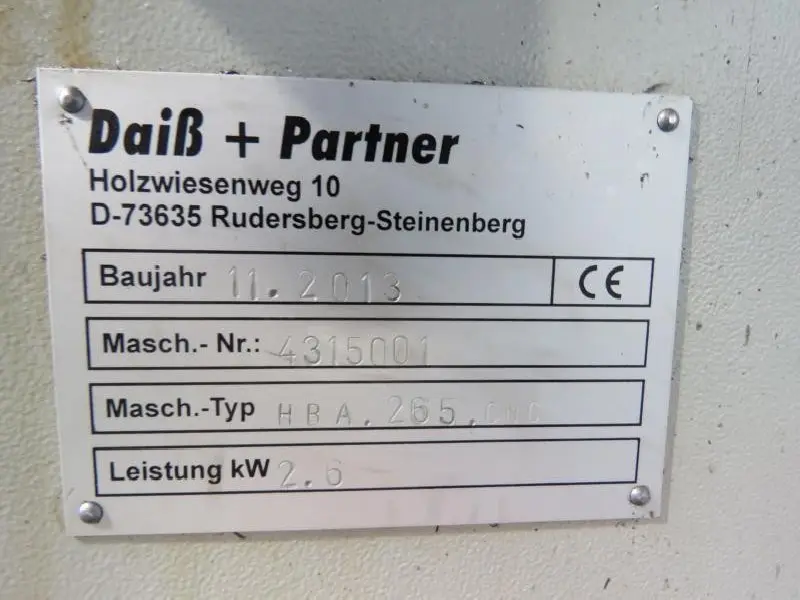 Daiß + Partner
Holzwiesenweg 10
D-73635 Rudersberg-Steinenberg
Baujahr 11.2013 CE
Masch.- Nr.: 4315001
Masch.-Typ HBA.265.CNC
Leistung kW 2.6